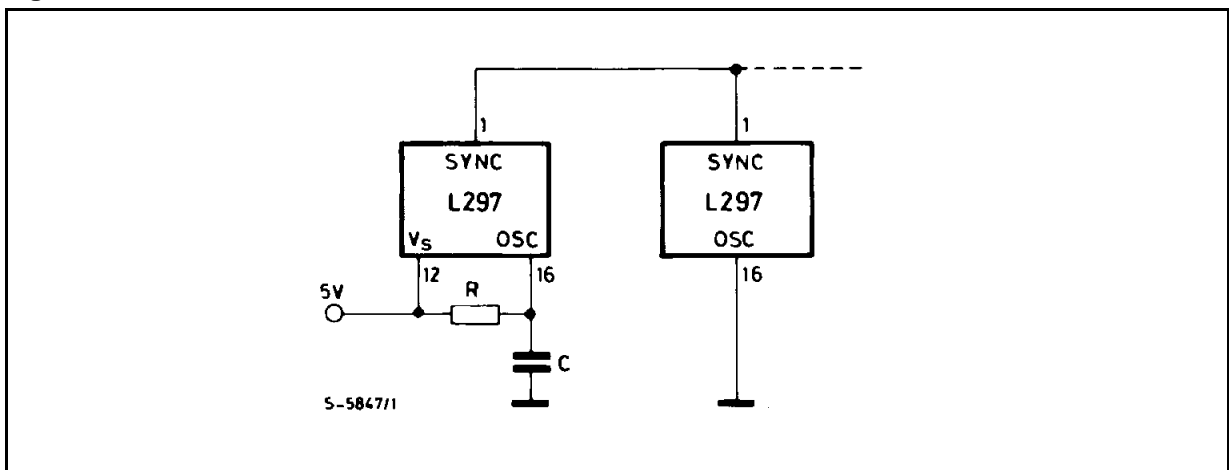 1 1
SYNC SYNC
L297 L297
Vs OSC OSC
12 16 16
5V R
C
S-5847/1